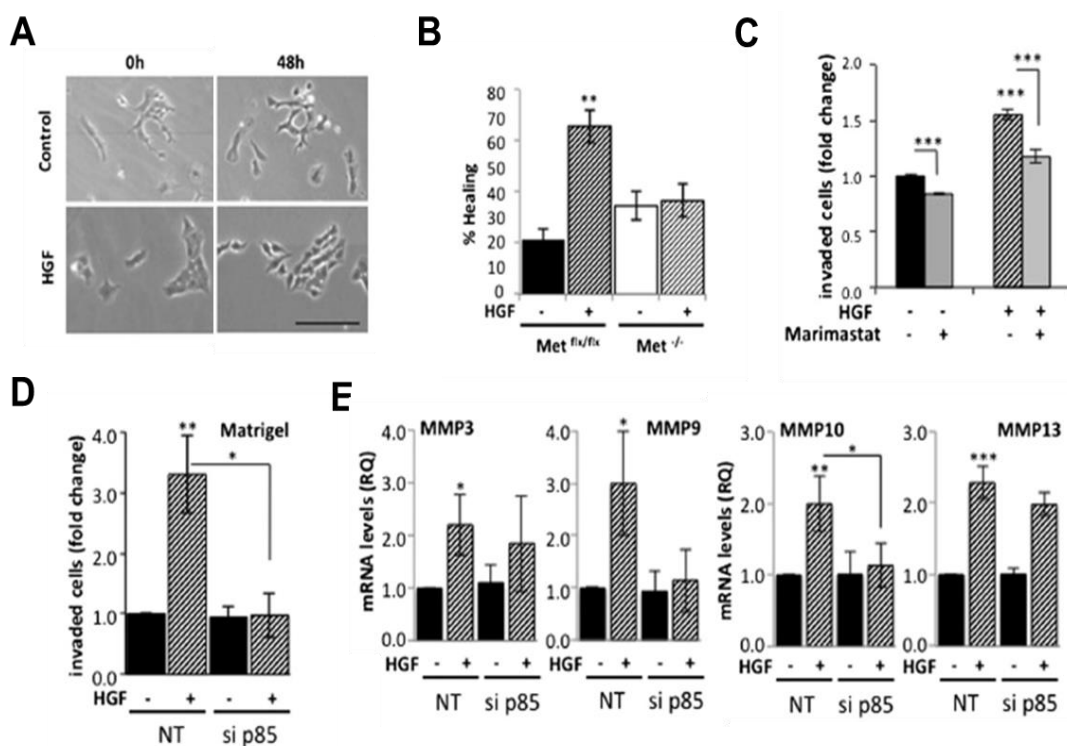 A
0h 48h
Control
HGF
B
% Healing
80
70
60
50
40
30
20
10
0
**
HGF - + - +
Met flx/flx Met -/-
C
invaded cells (fold change)
2.0
1.5
1.0
0.5
0.0
***
***
***
HGF - - + +
Marimastat - + - +
D
Matrigel
invaded cells (fold change)
4.0
3.0
2.0
1.0
0.0
**
*
HGF - + - +
NT si p85
E
MMP3
mRNA levels (RQ)
4.0
3.0
2.0
1.0
0.0
*
HGF - + - +
NT si p85
MMP9
5.0
4.0
3.0
2.0
1.0
0.0
*
- + - +
NT si p85
MMP10
mRNA levels (RQ)
3.0
2.0
1.0
0.0
**
*
- + - +
NT si p85
MMP13
3.0
2.0
1.0
0.0
***
- + - +
NT si p85